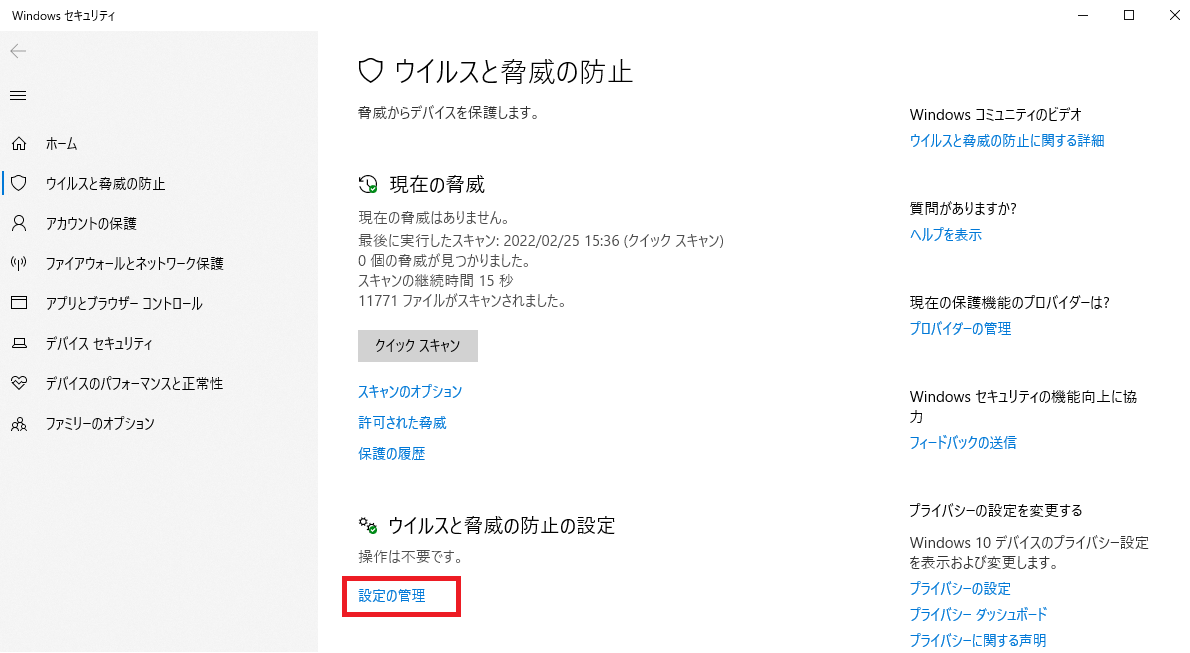 Windows セキュリティ
ホーム
ウイルスと脅威の防止
アカウントの保護
ファイアウォールとネットワーク保護
アプリとブラウザー コントロール
デバイス セキュリティ
デバイスのパフォーマンスと正常性
ファミリーのオプション
ウイルスと脅威の防止
脅威からデバイスを保護します。
現在の脅威
現在の脅威はありません。
最後に実行したスキャン: 2022/02/25 15:36 (クイック スキャン)
0 個の脅威が見つかりました。
スキャンの継続時間 15 秒
11771 ファイルがスキャンされました。
クイック スキャン
スキャンのオプション
許可された脅威
保護の履歴
ウイルスと脅威の防止の設定
操作は不要です。
設定の管理
Windows コミュニティのビデオ
ウイルスと脅威の防止に関する詳細
質問がありますか?
ヘルプを表示
現在の保護機能のプロバイダーは?
プロバイダーの管理
Windows セキュリティの機能向上に協
力
フィードバックの送信
プライバシーの設定を変更する
Windows 10 デバイスのプライバシー設定
を表示および変更します。
プライバシーの設定
プライバシー ダッシュボード
プライバシーに関する声明